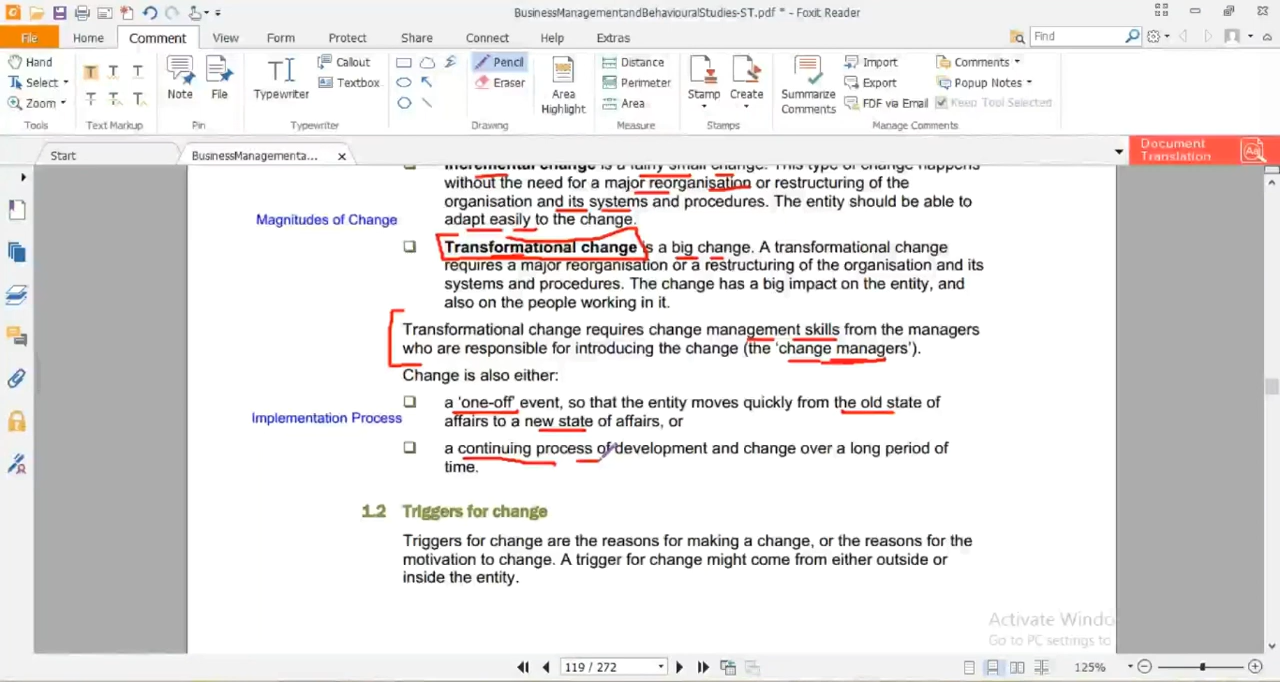 BusinessManagementandBehaviouralStudies-ST.pdf * - Foxit Reader
File Home Comment View Form Protect Share Connect Help Extras Find
Hand
Select
Zoom
Tools
Text Markup
Note
File
Pin
Typewriter
Callout
Textbox
Typewriter
Pencil
Eraser
Drawing
Area
Highlight
Distance
Perimeter
Area
Measure
Stamp
Create
Stamps
Summarize
Comments
Import
Export
FDF via Email
Comments
Popup Notes
Keep Tool Selected
Manage Comments
Start
BusinessManagementa...
Document
Translation
Incremental change is a fairly small change. This type of change happens
without the need for a major reorganisation or restructuring of the
organisation and its systems and procedures. The entity should be able to
adapt easily to the change.
Magnitudes of Change
Transformational change is a big change. A transformational change
requires a major reorganisation or a restructuring of the organisation and its
systems and procedures. The change has a big impact on the entity, and
also on the people working in it.
Transformational change requires change management skills from the managers
who are responsible for introducing the change (the ‘change managers’).
Change is also either:
a ‘one-off’ event, so that the entity moves quickly from the old state of
affairs to a new state of affairs, or
Implementation Process
a continuing process of development and change over a long period of
time.
1.2 Triggers for change
Triggers for change are the reasons for making a change, or the reasons for the
motivation to change. A trigger for change might come from either outside or
inside the entity.
Activate Windo
Go to PC settings to
119 / 272
125%